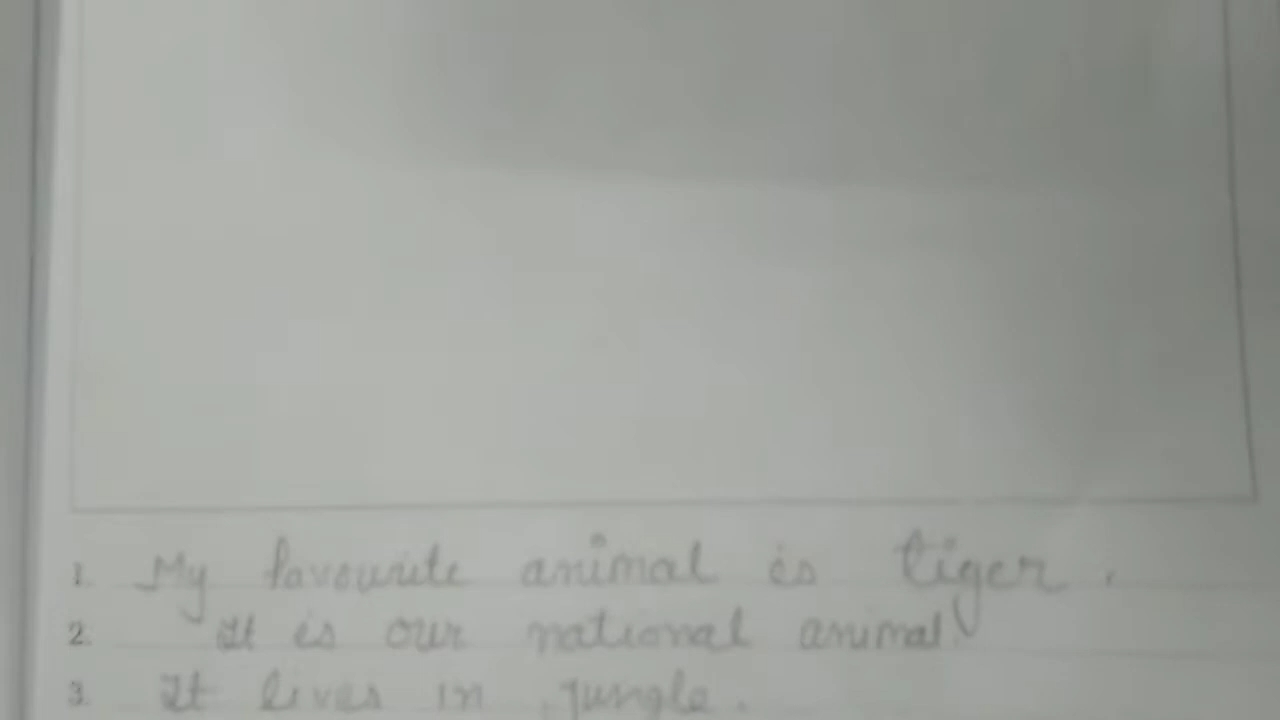 1. My favourite animal is tiger.
2. It is our national animal
3. It lives in jungle.